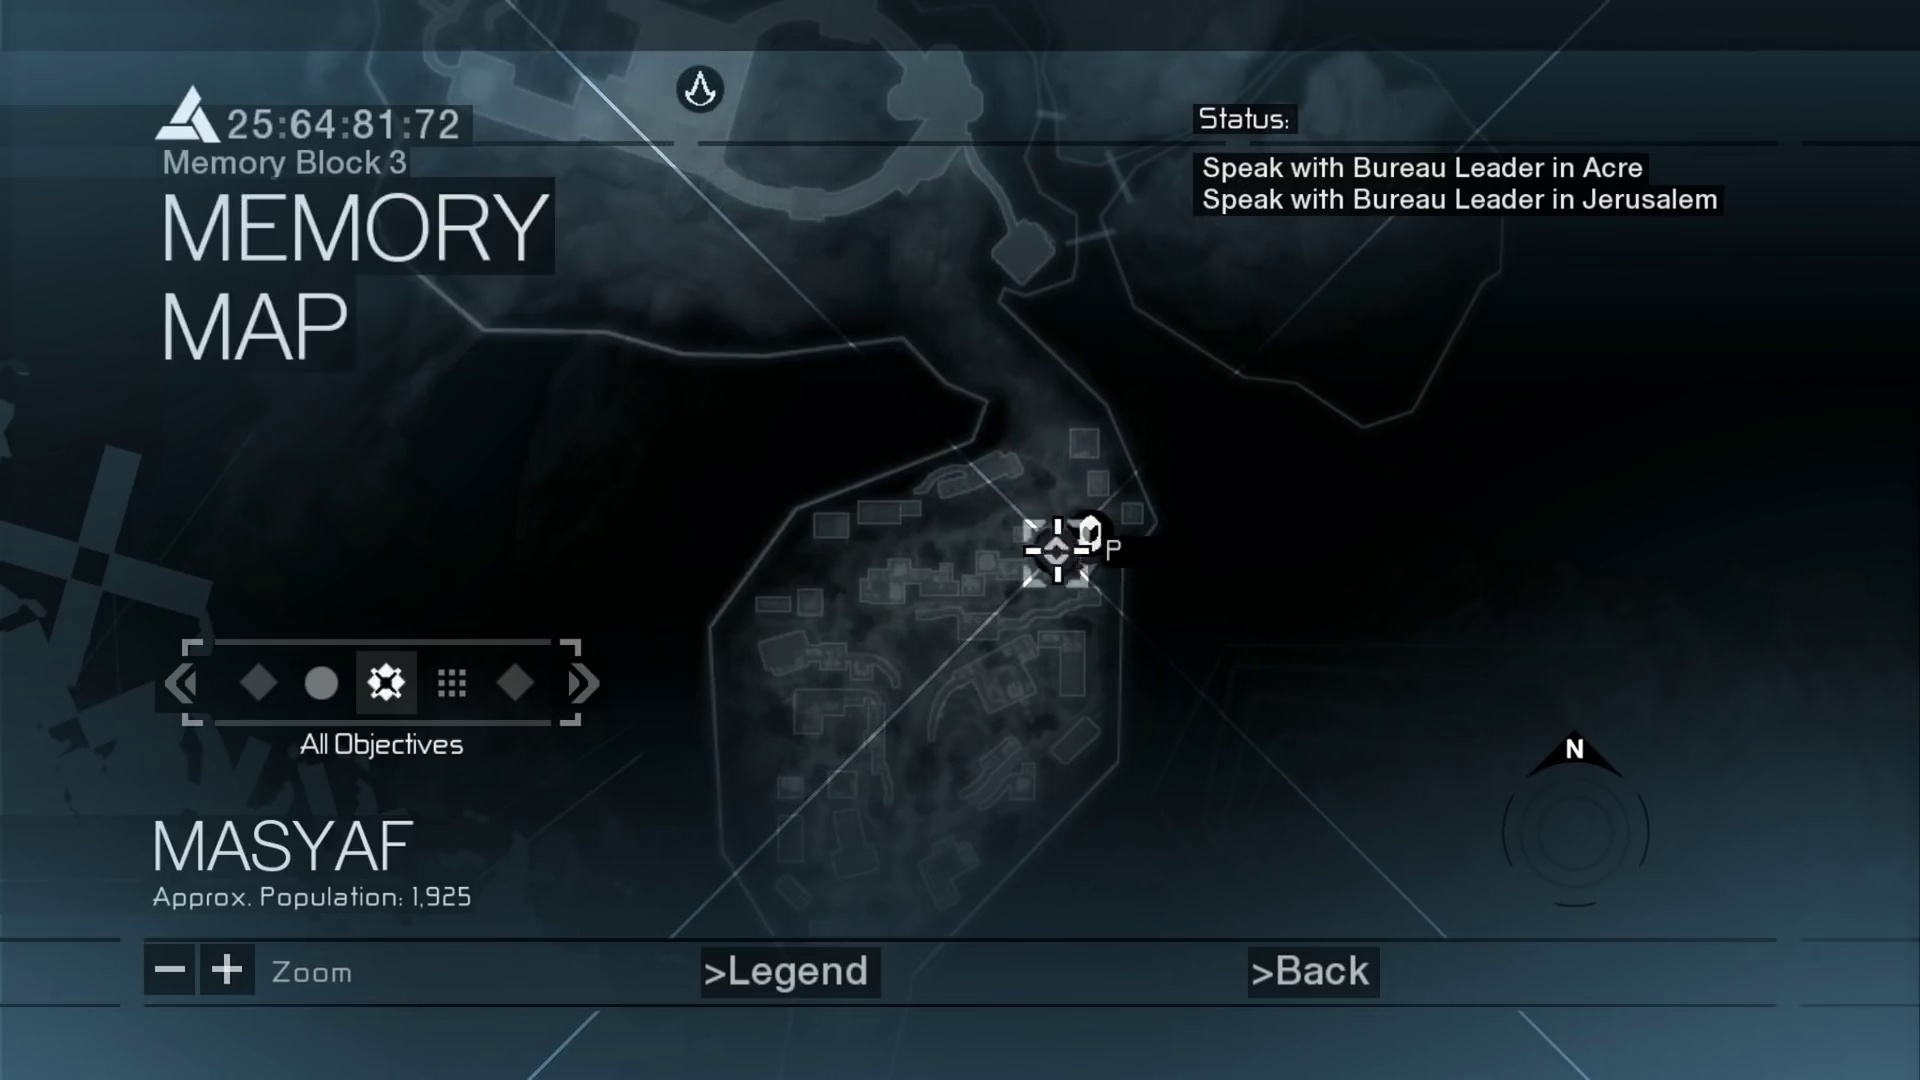 25:64:81:72
Memory Block 3
MEMORY
MAP
Status:
Speak with Bureau Leader in Acre
Speak with Bureau Leader in Jerusalem
P
All Objectives
N
MASYAF
Approx. Population: 1,925
− + Zoom
>Legend
>Back